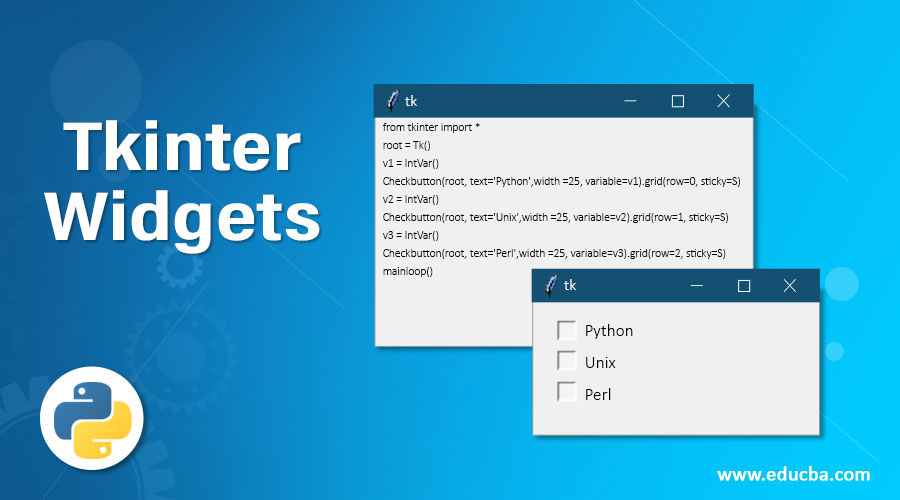 Tkinter
Widgets
tk
from tkinter import *
root = Tk()
v1 = IntVar()
Checkbutton(root, text='Python',width =25, variable=v1).grid(row=0, sticky=S)
v2 = IntVar()
Checkbutton(root, text='Unix',width =25, variable=v2).grid(row=1, sticky=S)
v3 = IntVar()
Checkbutton(root, text='Perl',width =25, variable=v3).grid(row=2, sticky=S)
mainloop()
tk
Python
Unix
Perl
www.educba.com